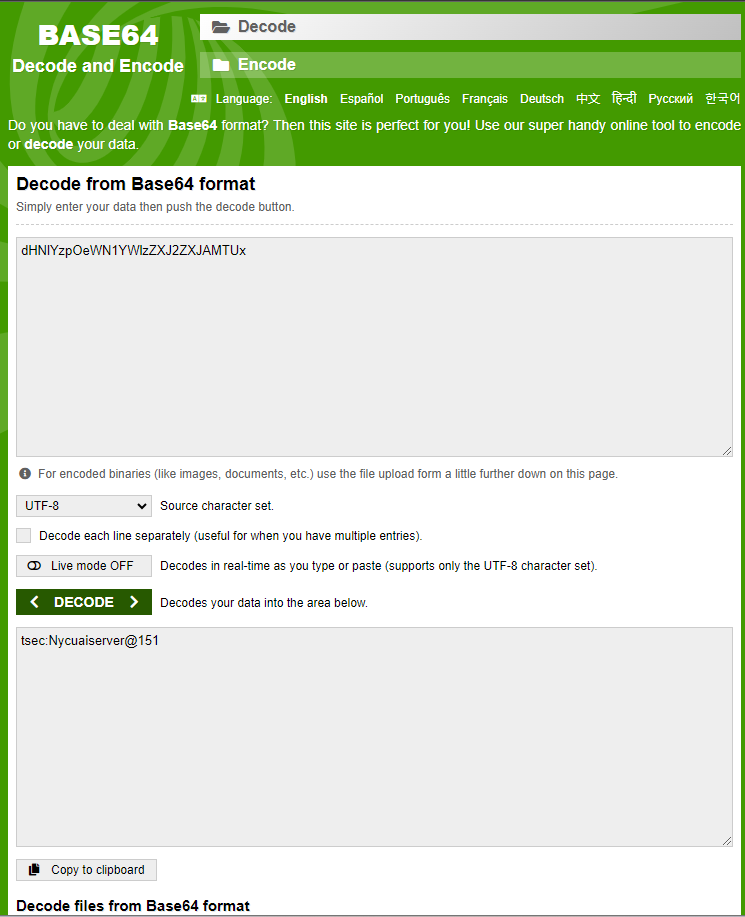 BASE64
Decode and Encode
Decode
Encode
Language: English Español Português Français Deutsch 中文 हिन्दी Русский 한국어
Do you have to deal with Base64 format? Then this site is perfect for you! Use our super handy online tool to encode
or decode your data.
Decode from Base64 format
Simply enter your data then push the decode button.
dHNlYzpOeWN1YWlzZXJ2ZXJAMTUx
For encoded binaries (like images, documents, etc.) use the file upload form a little further down on this page.
UTF-8 Source character set.
Decode each line separately (useful for when you have multiple entries).
Live mode OFF Decodes in real-time as you type or paste (supports only the UTF-8 character set).
DECODE Decodes your data into the area below.
tsec:Nycuaiserver@151
Copy to clipboard
Decode files from Base64 format